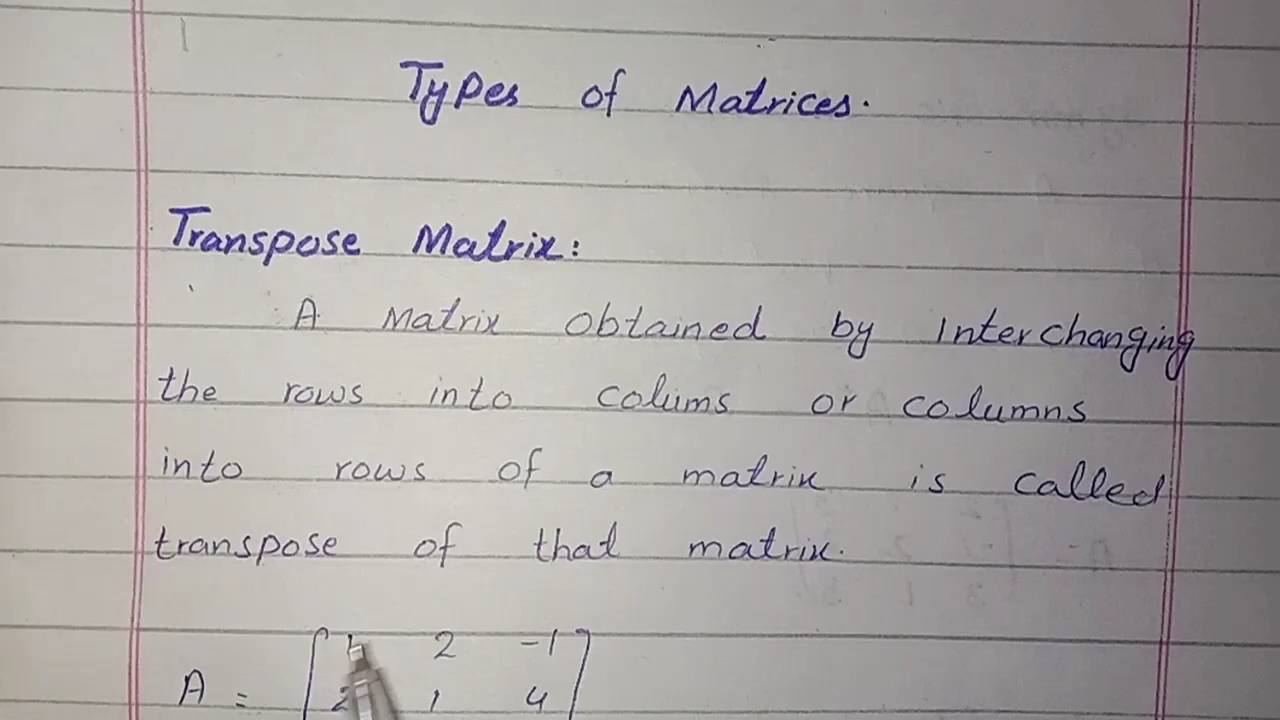 Types of Matrices.
Transpose Matrix:
A Matrix obtained by Interchanging
the rows into colums or columns
into rows of a matrix is called
transpose of that matrix.
2 -1
A = 1 4